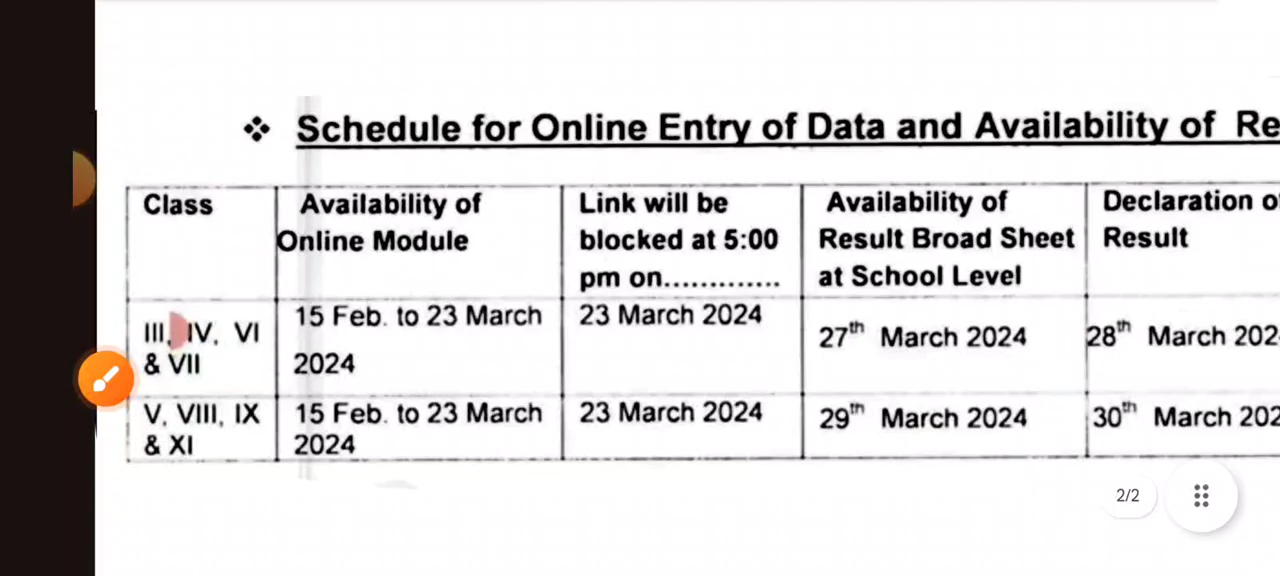 ❖ Schedule for Online Entry of Data and Availability of Re
Class
Availability of
Online Module
Link will be
blocked at 5:00
pm on.............
Availability of
Result Broad Sheet
at School Level
Declaration of
Result
III, IV, VI
& VII
15 Feb. to 23 March
2024
23 March 2024
27th March 2024
28th March 202
V, VIII, IX
& XI
15 Feb. to 23 March
2024
23 March 2024
29th March 2024
30th March 202
2/2